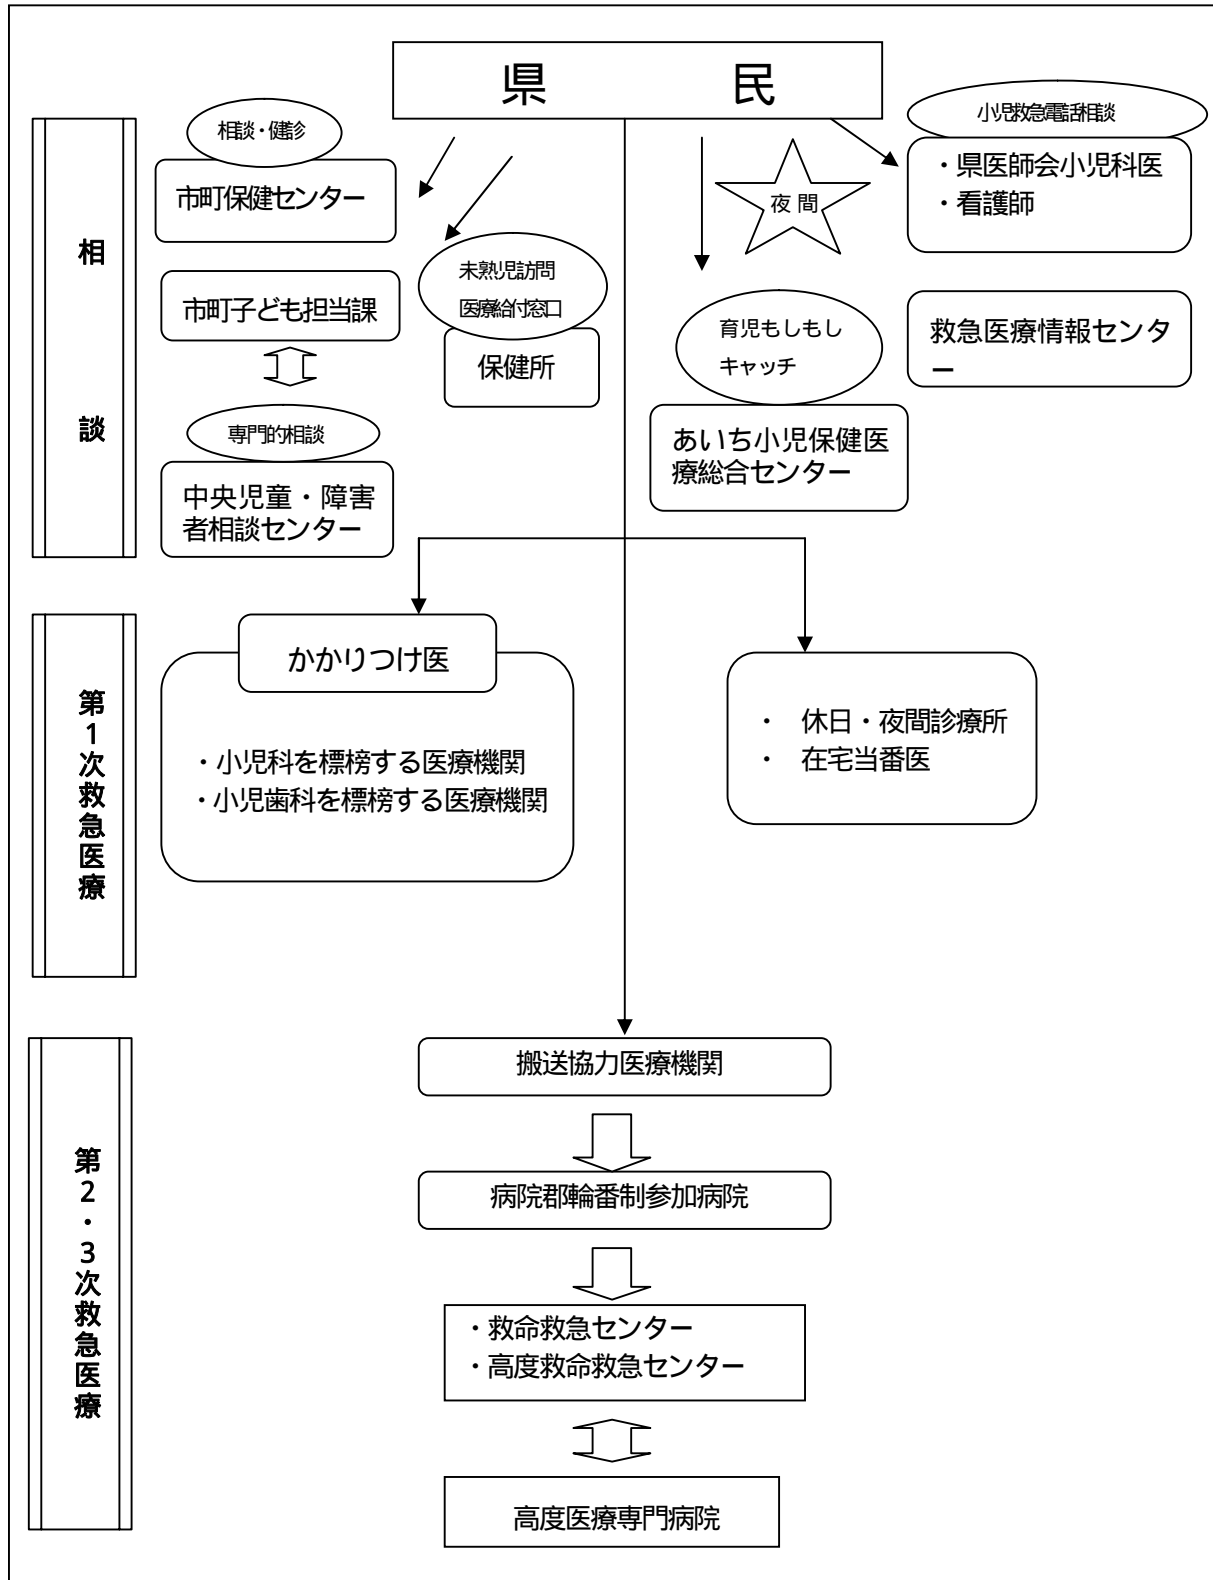 県 民
相談・健診
市町保健センター
小児救急電話相談
・県医師会小児科医
・看護師
夜 間
相 談
市町子ども担当課
未熟児訪問
医療給付窓口
保健所
育児もしもし
キャッチ
救急医療情報センタ
ー
あいち小児保健医
療総合センター
専門的相談
中央児童・障害
者相談センター
第1次救急医療
かかりつけ医
・小児科を標榜する医療機関
・小児歯科を標榜する医療機関
・ 休日・夜間診療所
・ 在宅当番医
第2・3次救急医療
搬送協力医療機関
病院郡輪番制参加病院
・救命救急センター
・高度救命救急センター
高度医療専門病院